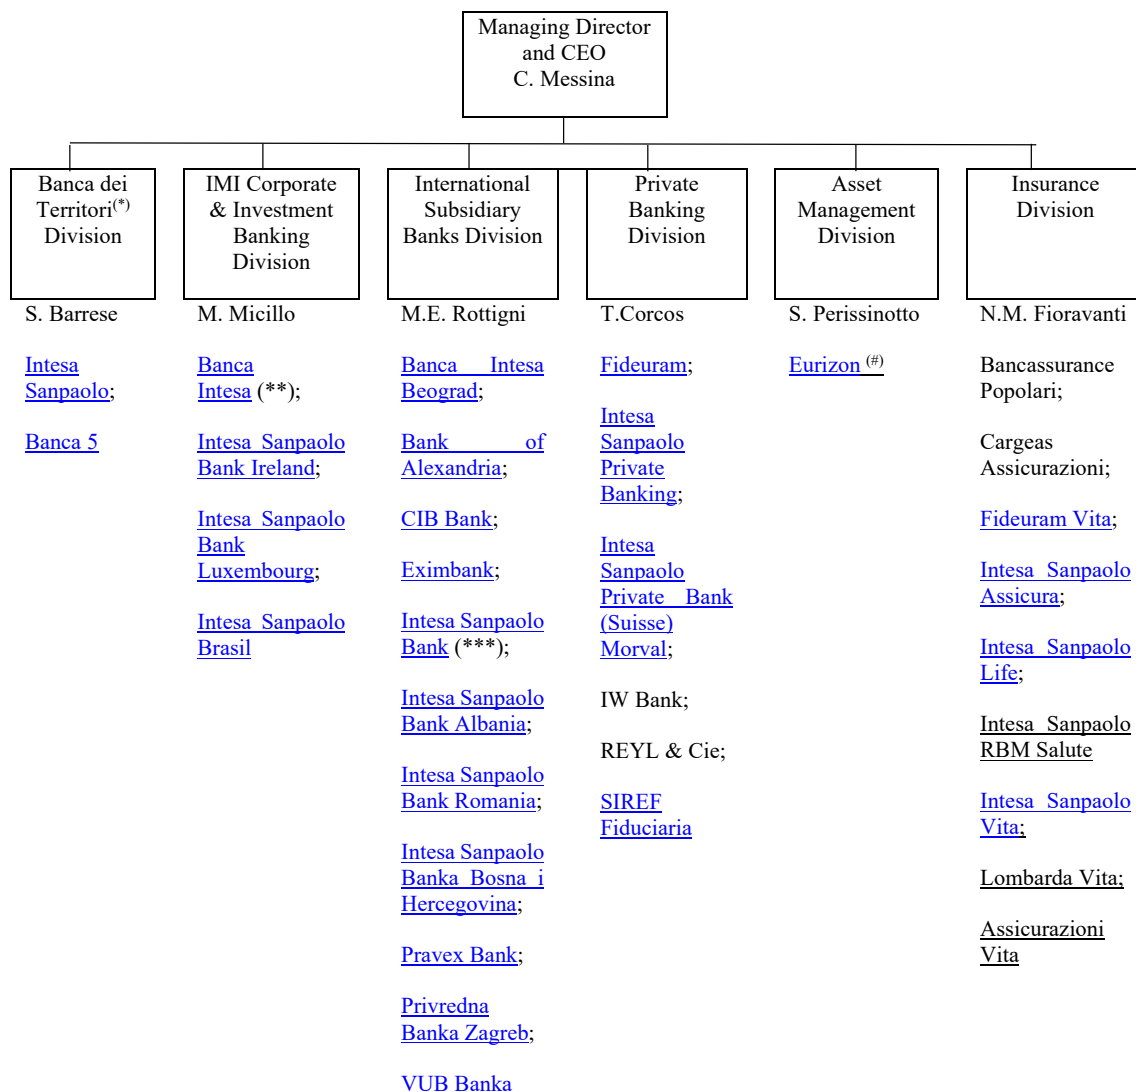 Managing Director
and CEO
C. Messina
Banca dei
Territori(*)
Division
IMI Corporate
& Investment
Banking
Division
International
Subsidiary
Banks Division
Private
Banking
Division
Asset
Management
Division
Insurance
Division
S. Barrese
Intesa
Sanpaolo;
Banca 5
M. Micillo
Banca
Intesa (**);
Intesa Sanpaolo
Bank Ireland;
Intesa Sanpaolo
Bank
Luxembourg;
Intesa Sanpaolo
Brasil
M.E. Rottigni
Banca Intesa
Beograd;
Bank of
Alexandria;
CIB Bank;
Eximbank;
Intesa Sanpaolo
Bank (***);
Intesa Sanpaolo
Bank Albania;
Intesa Sanpaolo
Bank Romania;
Intesa Sanpaolo
Banka Bosna i
Hercegovina;
Pravex Bank;
Privredna
Banka Zagreb;
VUB Banka
T.Corcos
Fideuram;
Intesa
Sanpaolo
Private
Banking;
Intesa
Sanpaolo
Private Bank
(Suisse)
Morval;
IW Bank;
REYL & Cie;
SIREF
Fiduciaria
S. Perissinotto
Eurizon (#)
N.M. Fioravanti
Bancassurance
Popolari;
Cargeas
Assicurazioni;
Fideuram Vita;
Intesa Sanpaolo
Assicura;
Intesa Sanpaolo
Life;
Intesa Sanpaolo
RBM Salute
Intesa Sanpaolo
Vita;
Lombarda Vita;
Assicurazioni
Vita